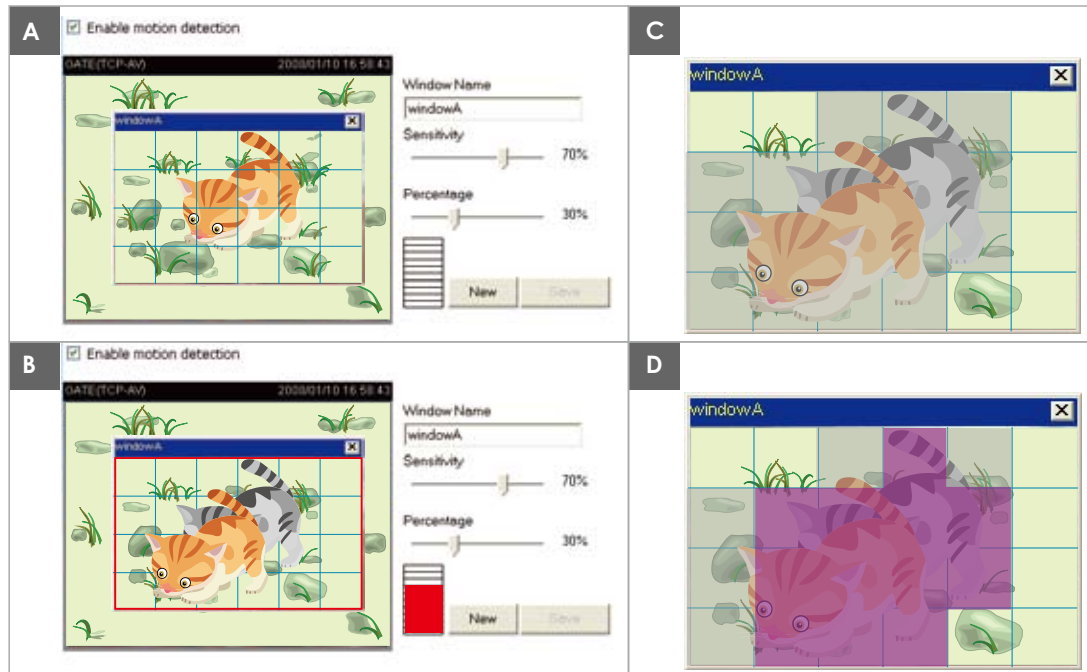 A
Enable motion detection
GATE(TCP-AV) 2008/01/10 16:58:43
windowA
Window Name
windowA
Sensitivity
70%
Percentage
30%
New Save
B
Enable motion detection
GATE(TCP-AV) 2008/01/10 16:58:43
windowA
Window Name
windowA
Sensitivity
70%
Percentage
30%
New Save
C
windowA
D
windowA